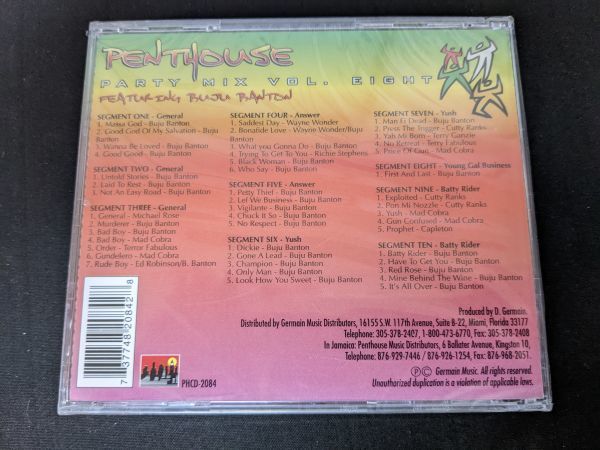 PENTHOUSE
PARTY MIX VOL. EIGHT
FEATURING BUJU BANTON
SEGMENT ONE - General
1. Massa God - Buju Banton
2. Good God Of My Salvation - Buju
Banton
3. Wanna Be Loved - Buju Banton
4. Good Good - Buju Banton
SEGMENT TWO - General
1. Untold Stories - Buju Banton
2. Laid To Rest - Buju Banton
3. Not An Easy Road - Buju Banton
SEGMENT THREE - General
1. General - Michael Rose
2. Murderer - Buju Banton
3. Bad Boy - Buju Banton
4. Bad Boy - Mad Cobra
5. Order - Terror Fabulous
6. Gundelero - Mad Cobra
7. Rude Boy - Ed Robinson/B. Banton
SEGMENT FOUR - Answer
1. Saddest Day - Wayne Wonder
2. Bonafide Love - Wayne Wonder/Buju
Banton
3. What you Gonna Do - Buju Banton
4. Trying To Get To You - Richie Stephens
5. Black Woman - Buju Banton
6. Who Say - Buju Banton
SEGMENT FIVE - Answer
1. Petty Thief - Buju Banton
2. Lef We Business - Buju Banton
3. Vigilante - Buju Banton
4. Chuck It So - Buju Banton
5. No Respect - Buju Banton
SEGMENT SIX - Yush
1. Dickie - Buju Banton
2. Gone A Lead - Buju Banton
3. Champion - Buju Banton
4. Only Man - Buju Banton
5. Look How You Sweet - Buju Banton
SEGMENT SEVEN - Yush
1. Man Fi Dead - Buju Banton
2. Press The Trigger - Cutty Ranks
3. Yah Mi Born - Terry Ganzie
4. No Retreat - Terry Fabulous
5. Price Of Gun - Mad Cobra
SEGMENT EIGHT - Young Gal Business
1. First And Last - Buju Banton
SEGMENT NINE - Batty Rider
1. Exploited - Cutty Ranks
2. Pon Mi Nozzle - Cutty Ranks
3. Yush - Mad Cobra
4. Gun Confused - Mad Cobra
5. Prophet - Capleton
SEGMENT TEN - Batty Rider
1. Batty Rider - Buju Banton
2. Have To Get You - Buju Banton
3. Red Rose - Buju Banton
4. Mine Behind The Wine - Buju Banton
5. It's All Over - Buju Banton
7 37748 20842 8
PHCD-2084
Produced by D. Germain.
Distributed by Germain Music Distributors, 16155 S.W. 117th Avenue, Suite B-22, Miami, Florida 33177
Telephone: 305-378-2407, 1-800-473-6770, Fax: 305-378-2408
In Jamaica: Penthouse Music Distributors, 6 Ballater Avenue, Kingston 10,
Telephone: 876-929-7446 / 876-926-1254, Fax: 876-968-2051.
ⓅⒸ Germain Music. All rights reserved.
Unauthorized duplication is a violation of applicable laws.